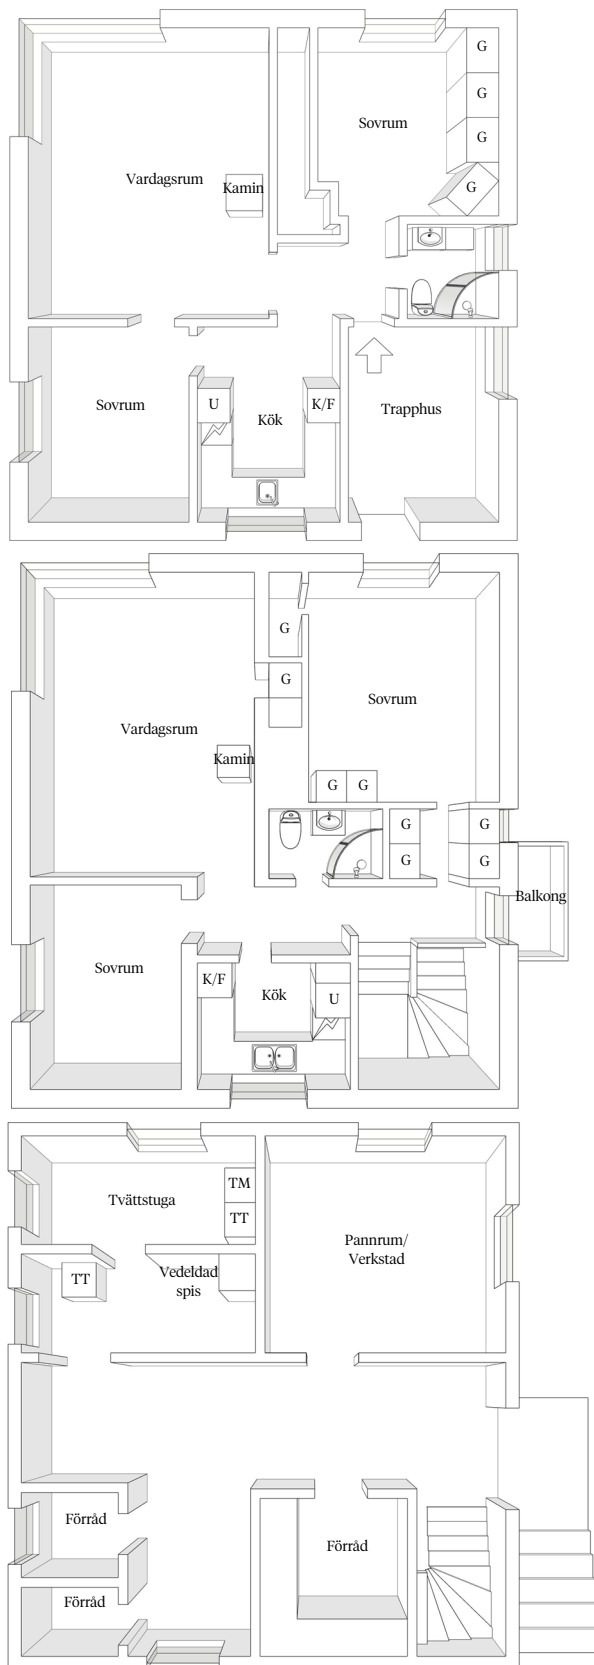 G
G
Sovrum
G
Vardagsrum
Kamin
G
Sovrum
U
Kök
K/F
Trapphus
G
G
Sovrum
Vardagsrum
Kamin
G
G
G
G
G
G
Balkong
Sovrum
K/F
Kök
U
Tvättstuga
TM
TT
Pannrum/
Verkstad
TT
Vedeldad
spis
Förråd
Förråd
Förråd